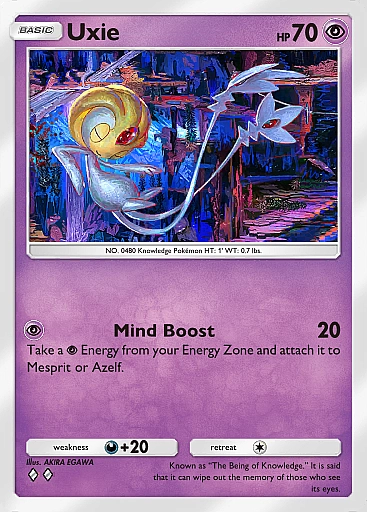 BASIC Uxie HP 70
NO. 0480 Knowledge Pokémon HT: 1' WT: 0.7 lbs.
Mind Boost 20
Take a Energy from your Energy Zone and attach it to
Mesprit or Azelf.
weakness +20 retreat
Illus. AKIRA EGAWA
Known as "The Being of Knowledge." It is said
that it can wipe out the memory of those who see
its eyes.